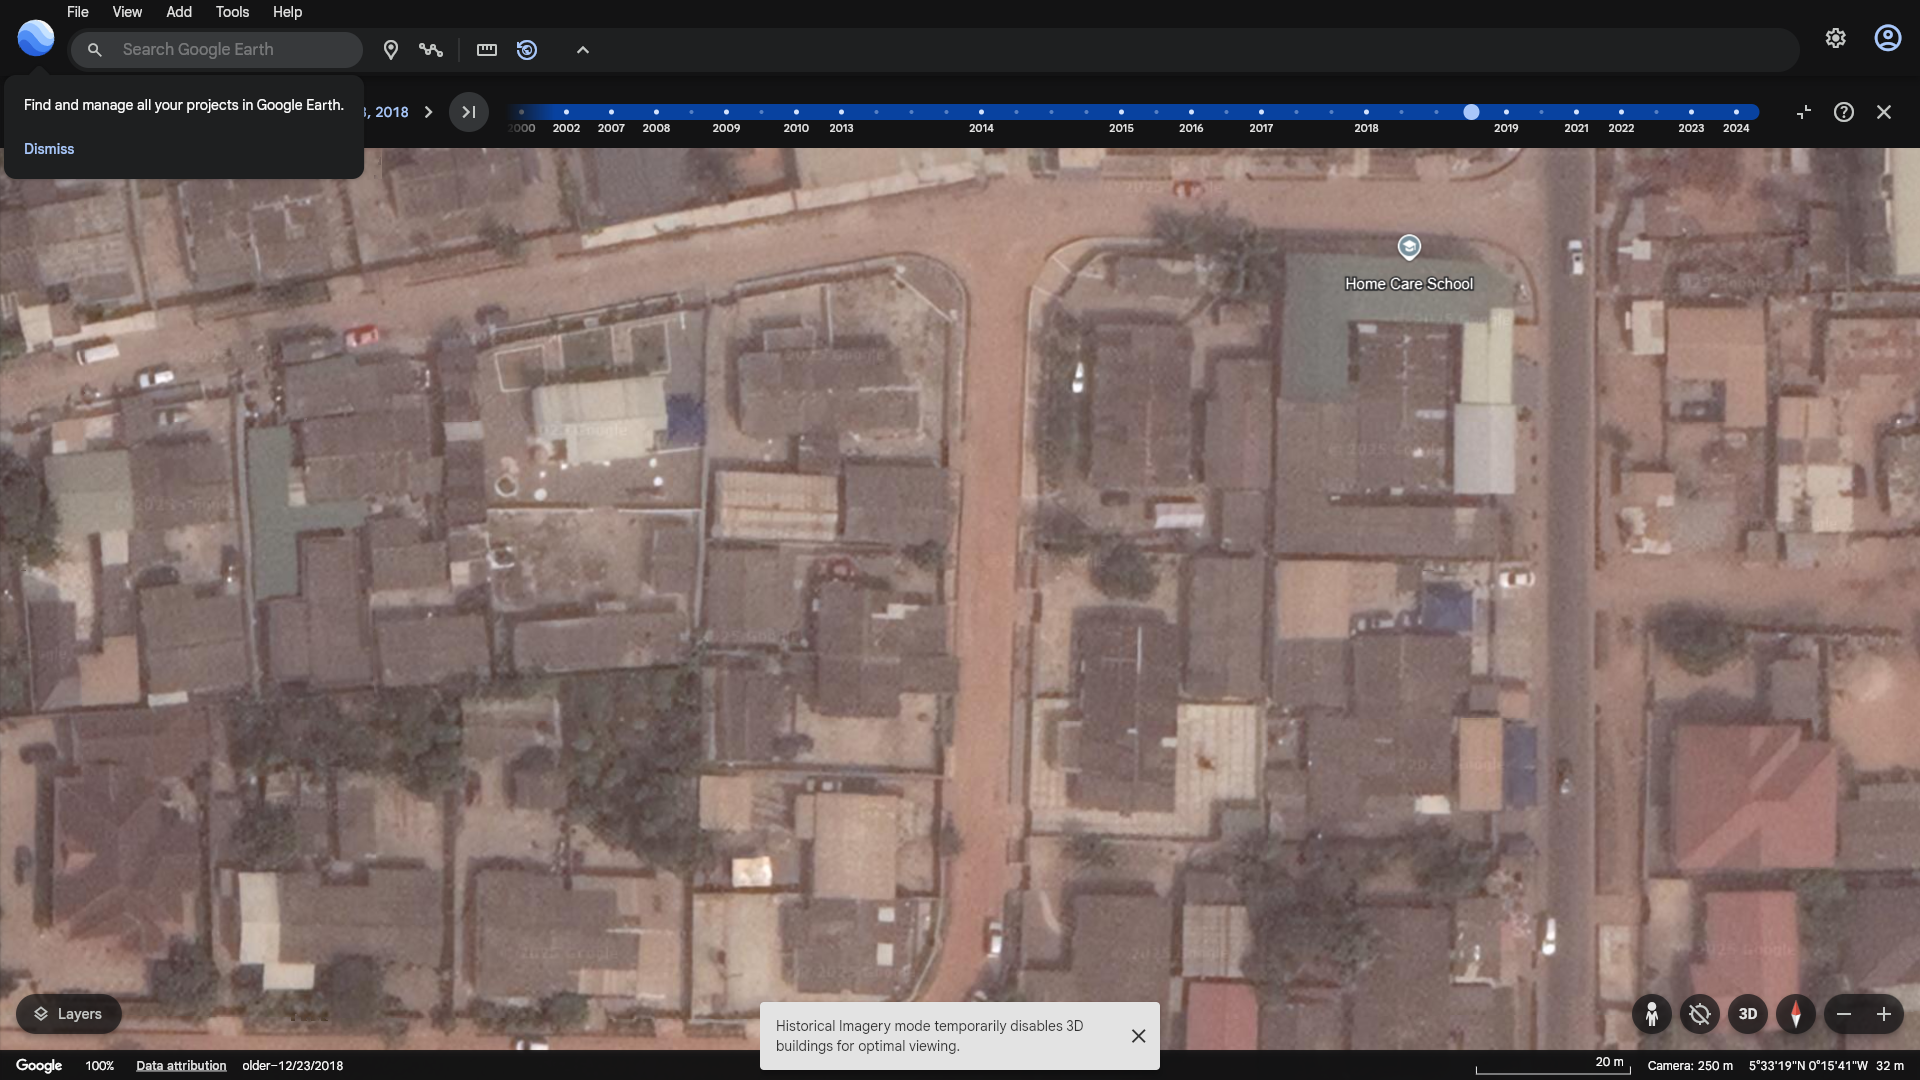 File View Add Tools Help
Search Google Earth
Find and manage all your projects in Google Earth.
Dismiss
, 2018
2000 2002 2007 2008 2009 2010 2013 2014 2015 2016 2017 2018 2019 2021 2022 2023 2024
Home Care School
Layers
Historical Imagery mode temporarily disables 3D
buildings for optimal viewing.
3D
Google 100% Data attribution older–12/23/2018
20 m Camera: 250 m 5°33'19"N 0°15'41"W 32 m